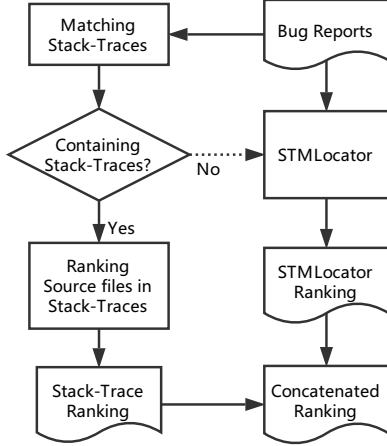 Matching
Stack-Traces
Bug Reports
Containing
Stack-Traces?
No
STMLocator
Yes
Ranking
Source files in
Stack-Traces
STMLocator
Ranking
Stack-Trace
Ranking
Concatenated
Ranking